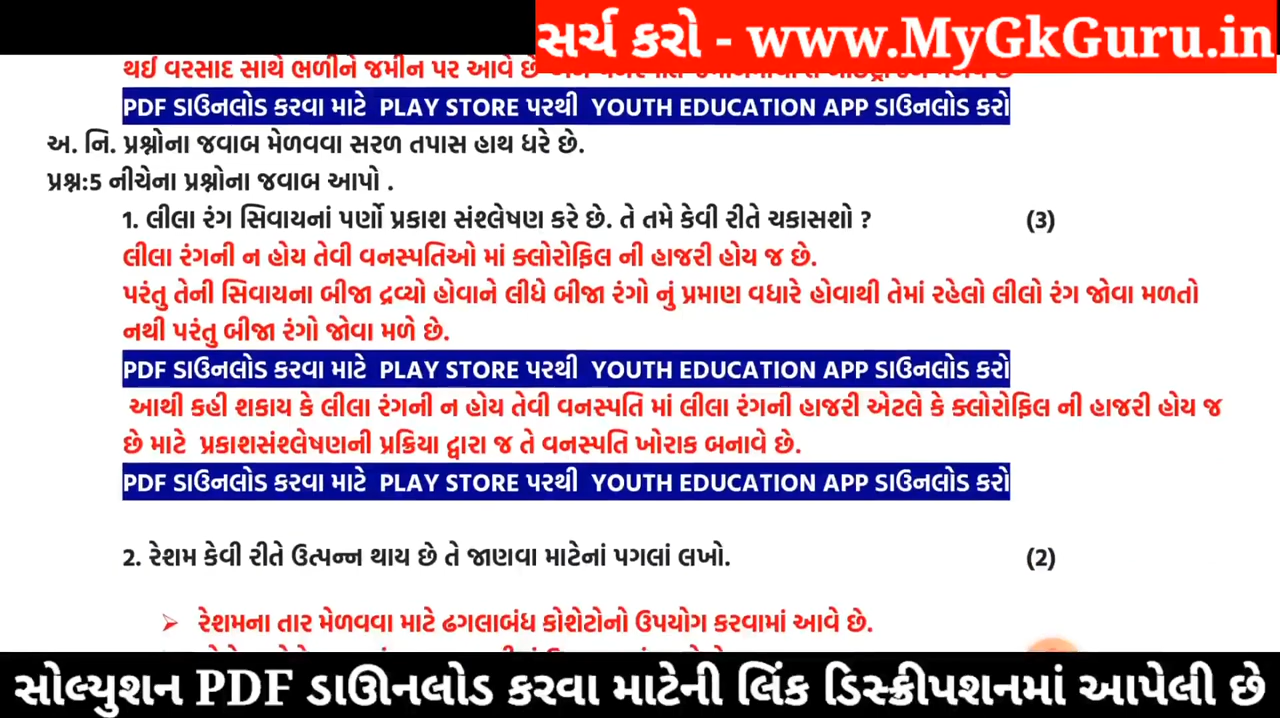 સર્ચ કરો - www.MyGkGuru.in
થઈ વરસાદ સાથે ભળીને જમીન પર આવે છે
PDF ડાઉનલોડ કરવા માટે PLAY STORE પરથી YOUTH EDUCATION APP ડાઉનલોડ કરો
અ. નિ. પ્રશ્નોના જવાબ મેળવવા સરળ તપાસ હાથ ધરે છે.
પ્રશ્ન:5 નીચેના પ્રશ્નોના જવાબ આપો .
1. લીલા રંગ સિવાયનાં પર્ણો પ્રકાશ સંશ્લેષણ કરે છે. તે તમે કેવી રીતે ચકાસશો ? (3)
લીલા રંગની ન હોય તેવી વનસ્પતિઓ માં ક્લોરોફિલ ની હાજરી હોય જ છે.
પરંતુ તેની સિવાયના બીજા દ્રવ્યો હોવાને લીધે બીજા રંગો નું પ્રમાણ વધારે હોવાથી તેમાં રહેલો લીલો રંગ જોવા મળતો
નથી પરંતુ બીજા રંગો જોવા મળે છે.
PDF ડાઉનલોડ કરવા માટે PLAY STORE પરથી YOUTH EDUCATION APP ડાઉનલોડ કરો
આથી કહી શકાય કે લીલા રંગની ન હોય તેવી વનસ્પતિ માં લીલા રંગની હાજરી એટલે કે ક્લોરોફિલ ની હાજરી હોય જ
છે માટે પ્રકાશસંશ્લેષણની પ્રક્રિયા દ્વારા જ તે વનસ્પતિ ખોરાક બનાવે છે.
PDF ડાઉનલોડ કરવા માટે PLAY STORE પરથી YOUTH EDUCATION APP ડાઉનલોડ કરો
2. રેશમ કેવી રીતે ઉત્પન્ન થાય છે તે જાણવા માટેનાં પગલાં લખો. (2)
➢ રેશમના તાર મેળવવા માટે ઢગલાબંધ કોશેટોનો ઉપયોગ કરવામાં આવે છે.
સોલ્યુશન PDF ડાઊનલોડ કરવા માટેની લિંક ડિસ્ક્રીપશનમાં આપેલી છે